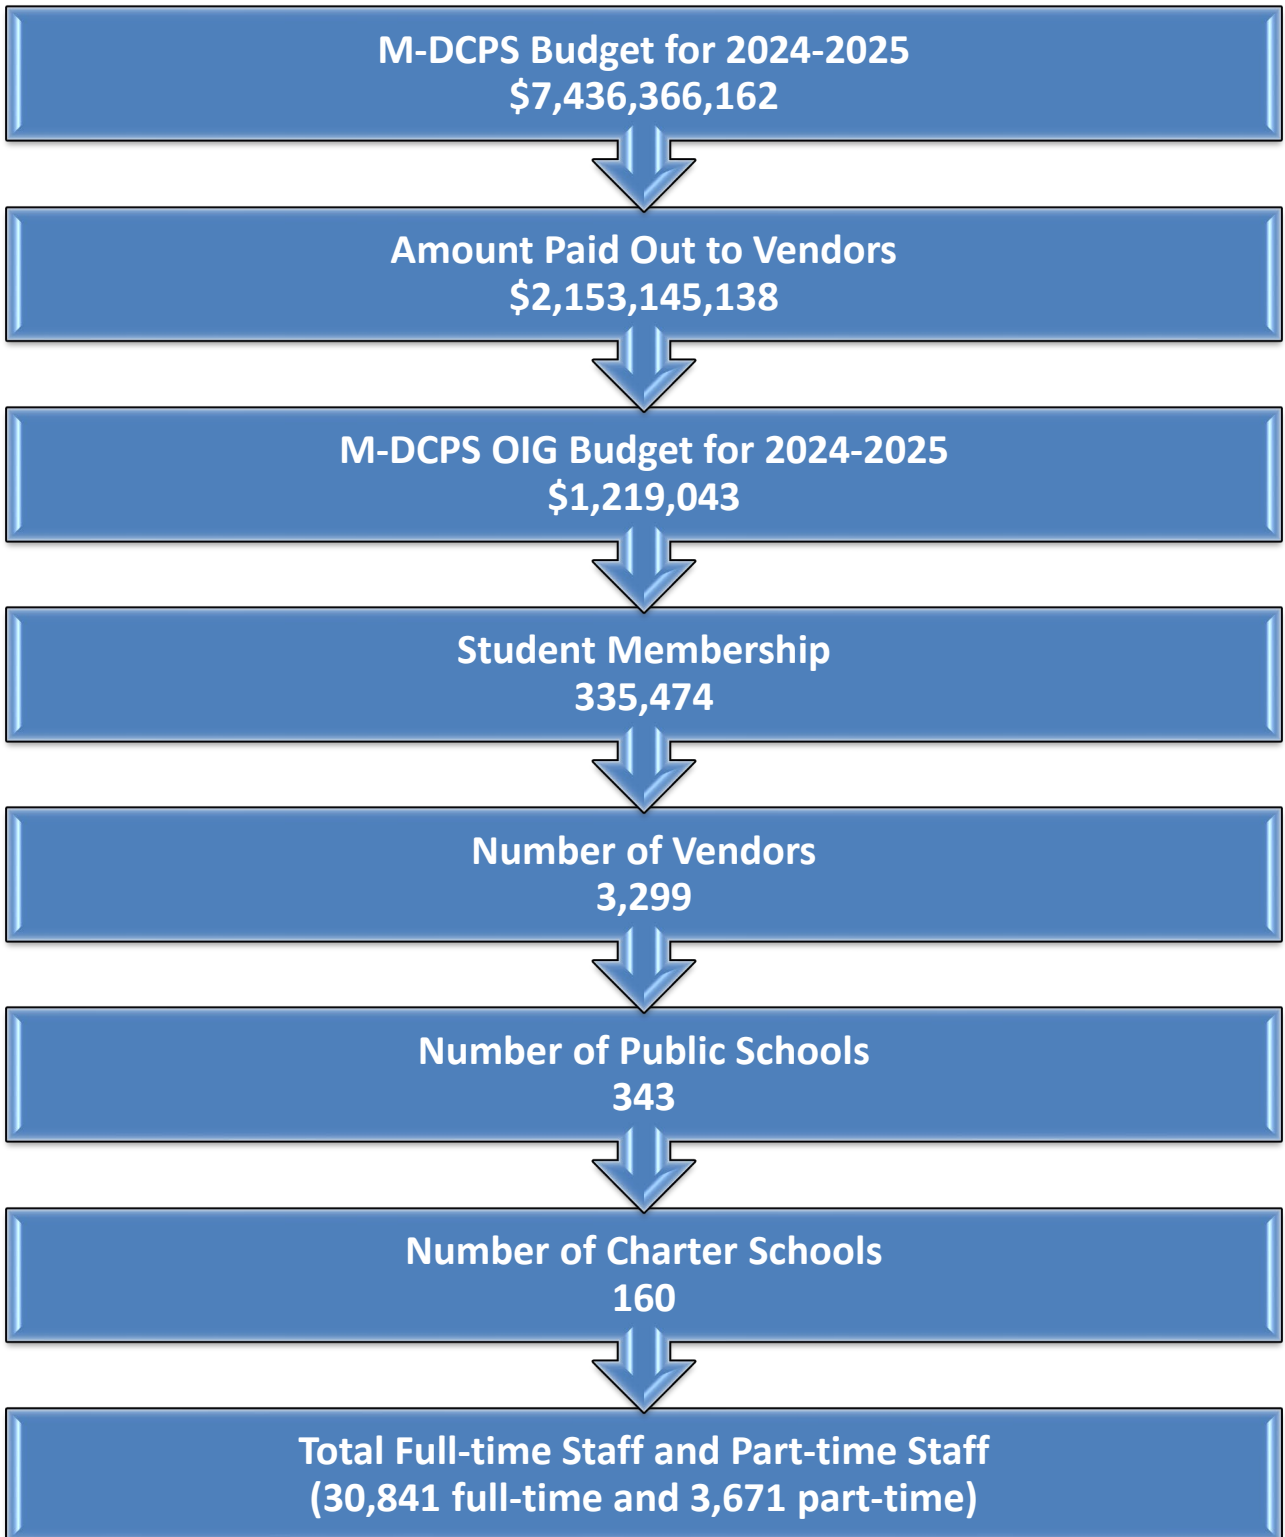 M-DCPS Budget for 2024-2025
$7,436,366,162
Amount Paid Out to Vendors
$2,153,145,138
M-DCPS OIG Budget for 2024-2025
$1,219,043
Student Membership
335,474
Number of Vendors
3,299
Number of Public Schools
343
Number of Charter Schools
160
Total Full-time Staff and Part-time Staff
(30,841 full-time and 3,671 part-time)